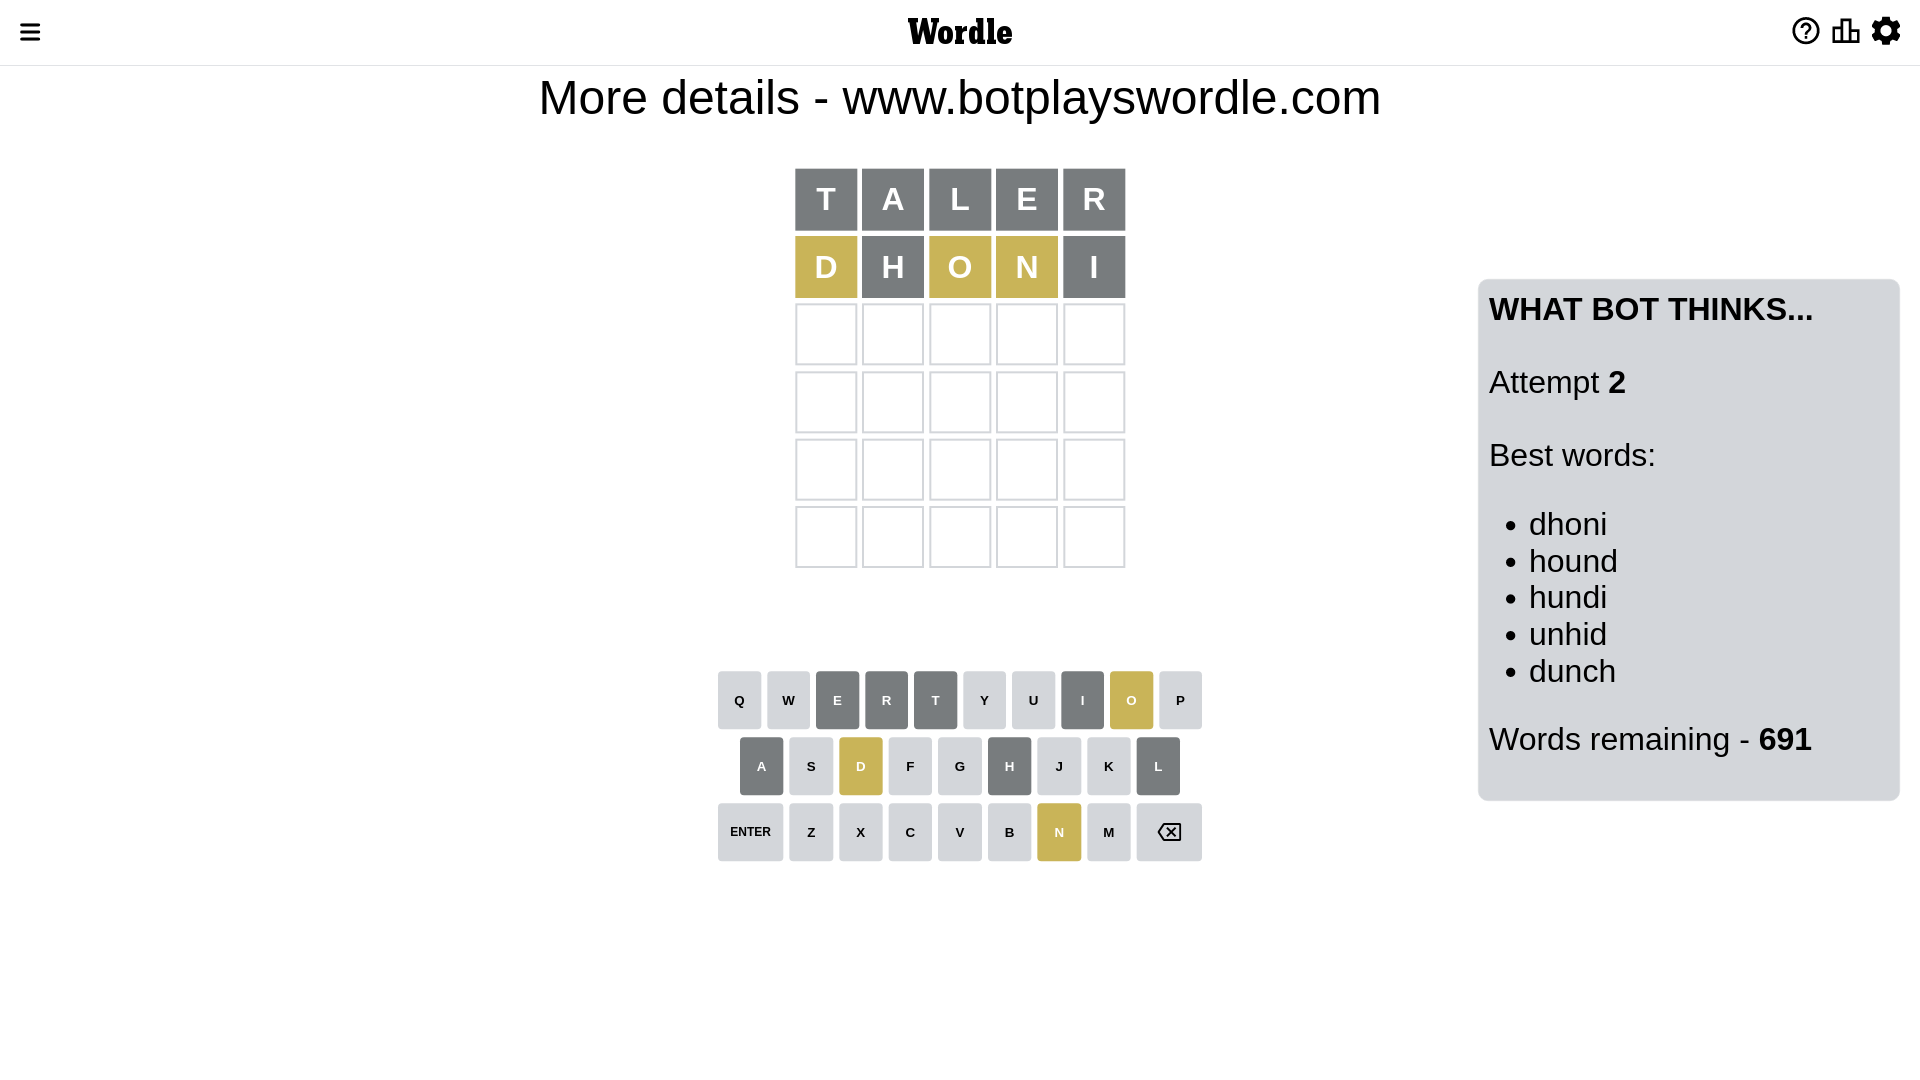 Wordle
More details - www.botplayswordle.com
T A L E R
D H O N I
WHAT BOT THINKS...
Attempt 2
Best words:
• dhoni
• hound
• hundi
• unhid
• dunch
Words remaining - 691
Q W E R T Y U I O P
A S D F G H J K L
ENTER Z X C V B N M